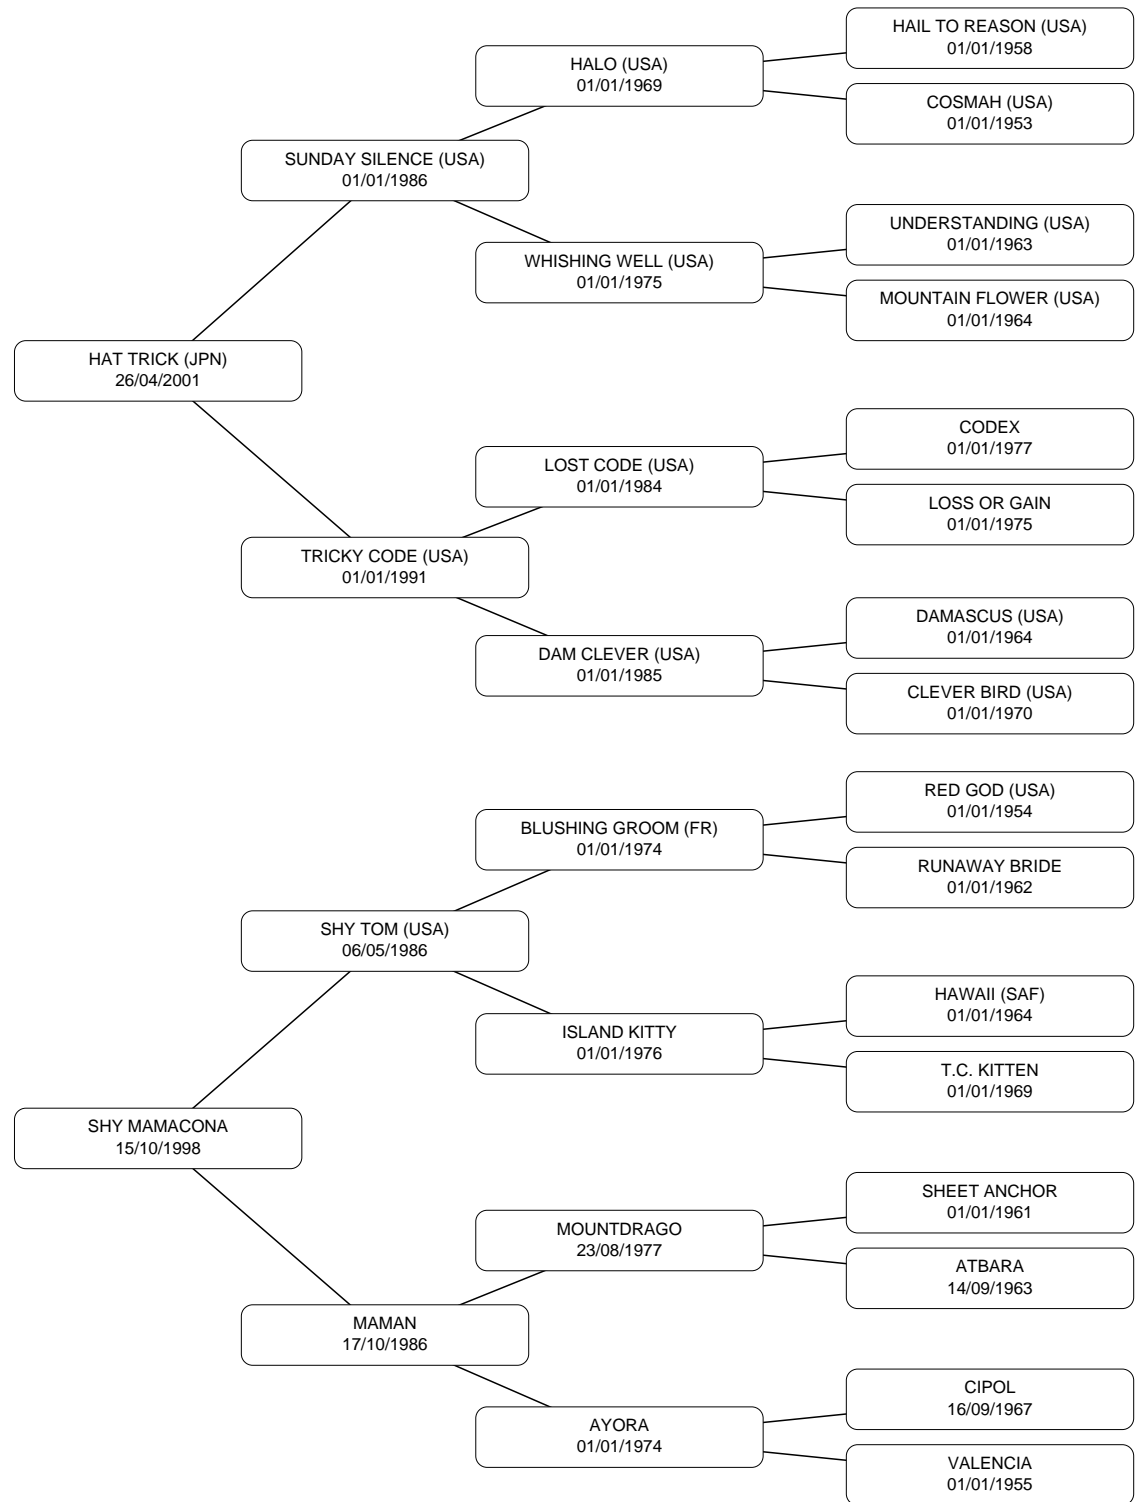 HAIL TO REASON (USA)
01/01/1958
HALO (USA)
01/01/1969
COSMAH (USA)
01/01/1953
SUNDAY SILENCE (USA)
01/01/1986
UNDERSTANDING (USA)
01/01/1963
WHISHING WELL (USA)
01/01/1975
MOUNTAIN FLOWER (USA)
01/01/1964
HAT TRICK (JPN)
26/04/2001
CODEX
01/01/1977
LOST CODE (USA)
01/01/1984
LOSS OR GAIN
01/01/1975
TRICKY CODE (USA)
01/01/1991
DAMASCUS (USA)
01/01/1964
DAM CLEVER (USA)
01/01/1985
CLEVER BIRD (USA)
01/01/1970
RED GOD (USA)
01/01/1954
BLUSHING GROOM (FR)
01/01/1974
RUNAWAY BRIDE
01/01/1962
SHY TOM (USA)
06/05/1986
HAWAII (SAF)
01/01/1964
ISLAND KITTY
01/01/1976
T.C. KITTEN
01/01/1969
SHY MAMACONA
15/10/1998
SHEET ANCHOR
01/01/1961
MOUNTDRAGO
23/08/1977
ATBARA
14/09/1963
MAMAN
17/10/1986
CIPOL
16/09/1967
AYORA
01/01/1974
VALENCIA
01/01/1955